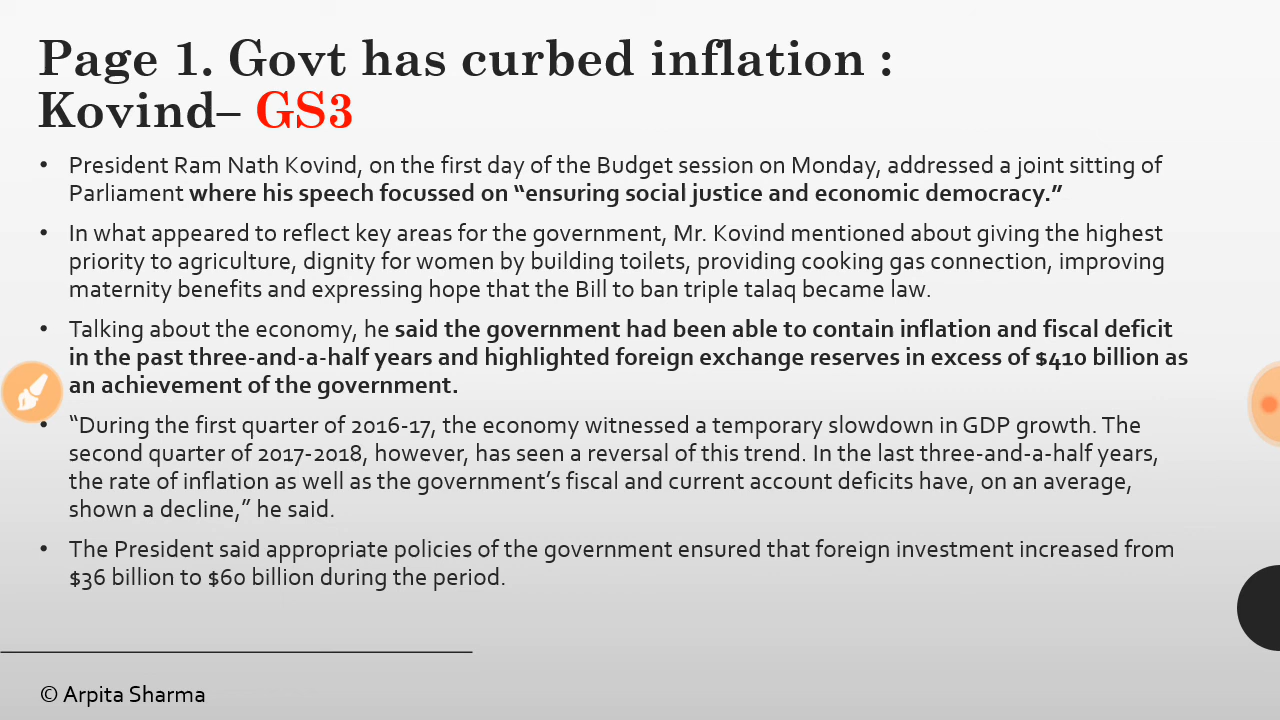 Page 1. Govt has curbed inflation :
Kovind– GS3
• President Ram Nath Kovind, on the first day of the Budget session on Monday, addressed a joint sitting of
Parliament where his speech focussed on “ensuring social justice and economic democracy.”
• In what appeared to reflect key areas for the government, Mr. Kovind mentioned about giving the highest
priority to agriculture, dignity for women by building toilets, providing cooking gas connection, improving
maternity benefits and expressing hope that the Bill to ban triple talaq became law.
• Talking about the economy, he said the government had been able to contain inflation and fiscal deficit
in the past three-and-a-half years and highlighted foreign exchange reserves in excess of $410 billion as
an achievement of the government.
• “During the first quarter of 2016-17, the economy witnessed a temporary slowdown in GDP growth. The
second quarter of 2017-2018, however, has seen a reversal of this trend. In the last three-and-a-half years,
the rate of inflation as well as the government’s fiscal and current account deficits have, on an average,
shown a decline,” he said.
• The President said appropriate policies of the government ensured that foreign investment increased from
$36 billion to $60 billion during the period.
© Arpita Sharma